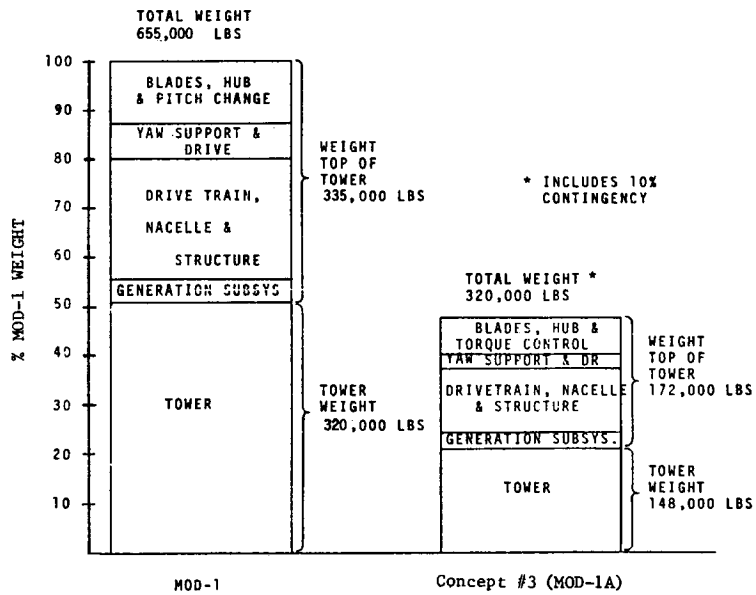 TOTAL WEIGHT
655,000 LBS
100
90
80
70
60
50
40
30
20
10
% MOD-1 WEIGHT
BLADES, HUB
& PITCH CHANGE
YAW SUPPORT &
DRIVE
DRIVE TRAIN,
NACELLE &
STRUCTURE
GENERATION SUBSYS
TOWER
WEIGHT
TOP OF
TOWER
335,000 LBS
TOWER
WEIGHT
320,000 LBS
* INCLUDES 10%
CONTINGENCY
TOTAL WEIGHT *
320,000 LBS
BLADES, HUB &
TORQUE CONTROL
YAW SUPPORT & DR
DRIVETRAIN, NACELLE
& STRUCTURE
GENERATION SUBSYS.
TOWER
WEIGHT
TOP OF
TOWER
172,000 LBS
TOWER
WEIGHT
148,000 LBS
MOD-1
Concept #3 (MOD-1A)